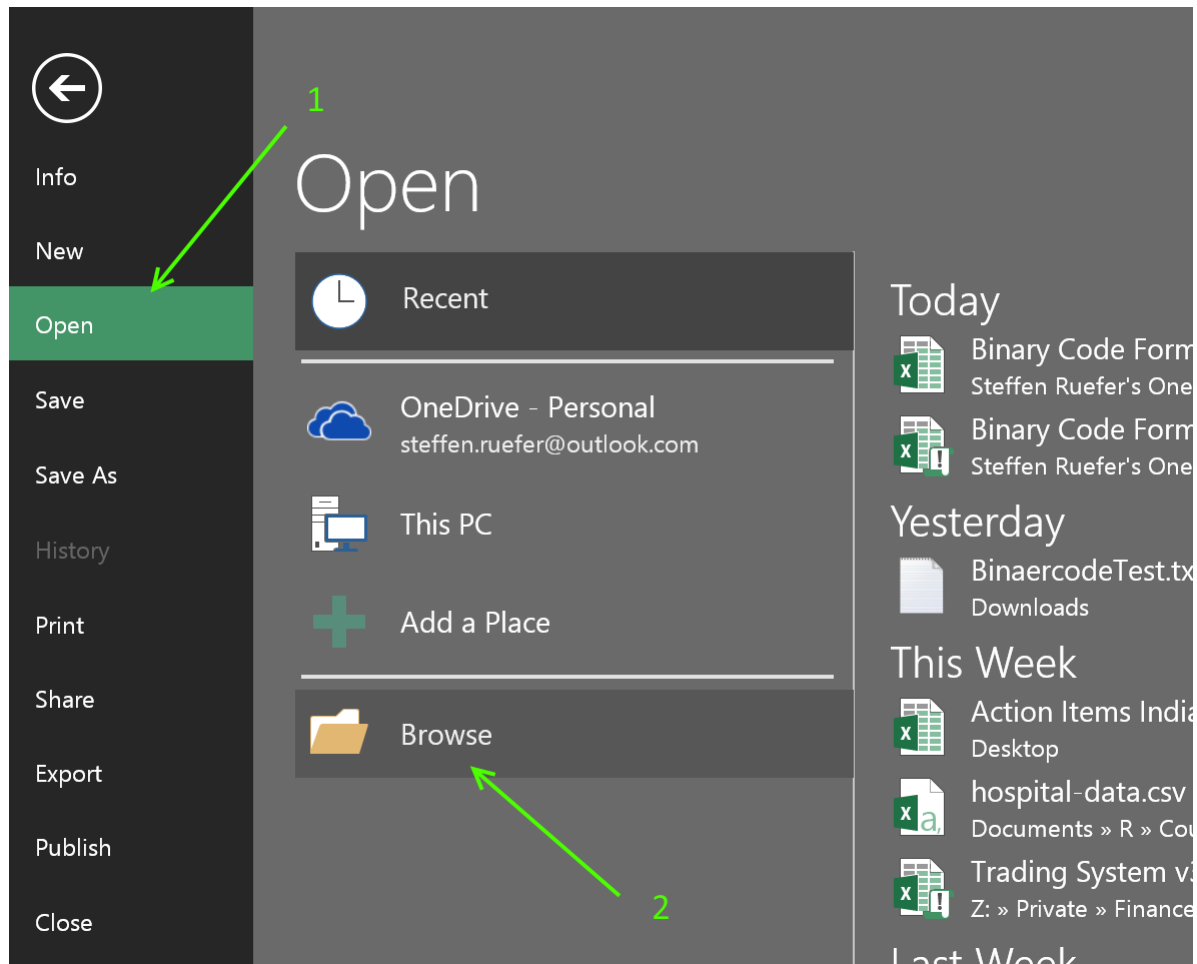 1
Info
New
Open
Save
Save As
History
Print
Share
Export
Publish
Close
Open
Recent
OneDrive - Personal
steffen.ruefer@outlook.com
This PC
Add a Place
Browse
2
Today
Binary Code Form
Steffen Ruefer's One
Binary Code Form
Steffen Ruefer's One
Yesterday
BinaercodeTest.tx
Downloads
This Week
Action Items India
Desktop
hospital-data.csv
Documents » R » Cou
Trading System v3
Z: » Private » Finance
Last Week